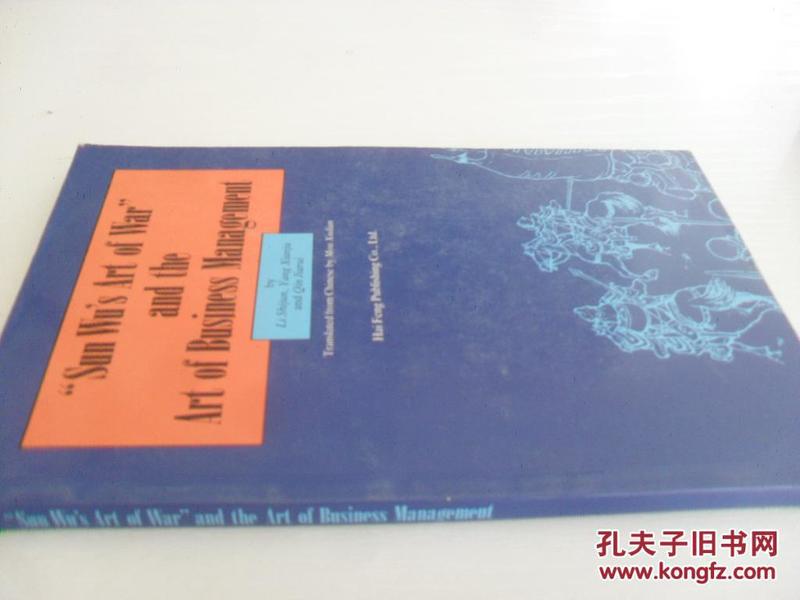 "Sun Wu's Art of War"
and the
Art of Business Management
by
Li Shijun, Yang Xianju
and Qin Jiarui
Translated from Chinese by Mou Xudian
Hai Feng Publishing Co., Ltd.
"Sun Wu's Art of War" and the Art of Business Management
孔夫子旧书网
www.kongfz.com